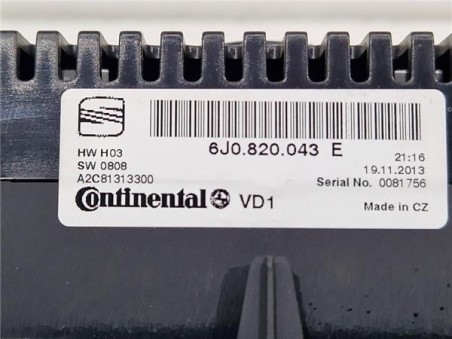 6J0.820.043 E
HW H03
SW 0808
A2C81313300
21:16
19.11.2013
Serial No. 0081756
Continental VD1
Made in CZ